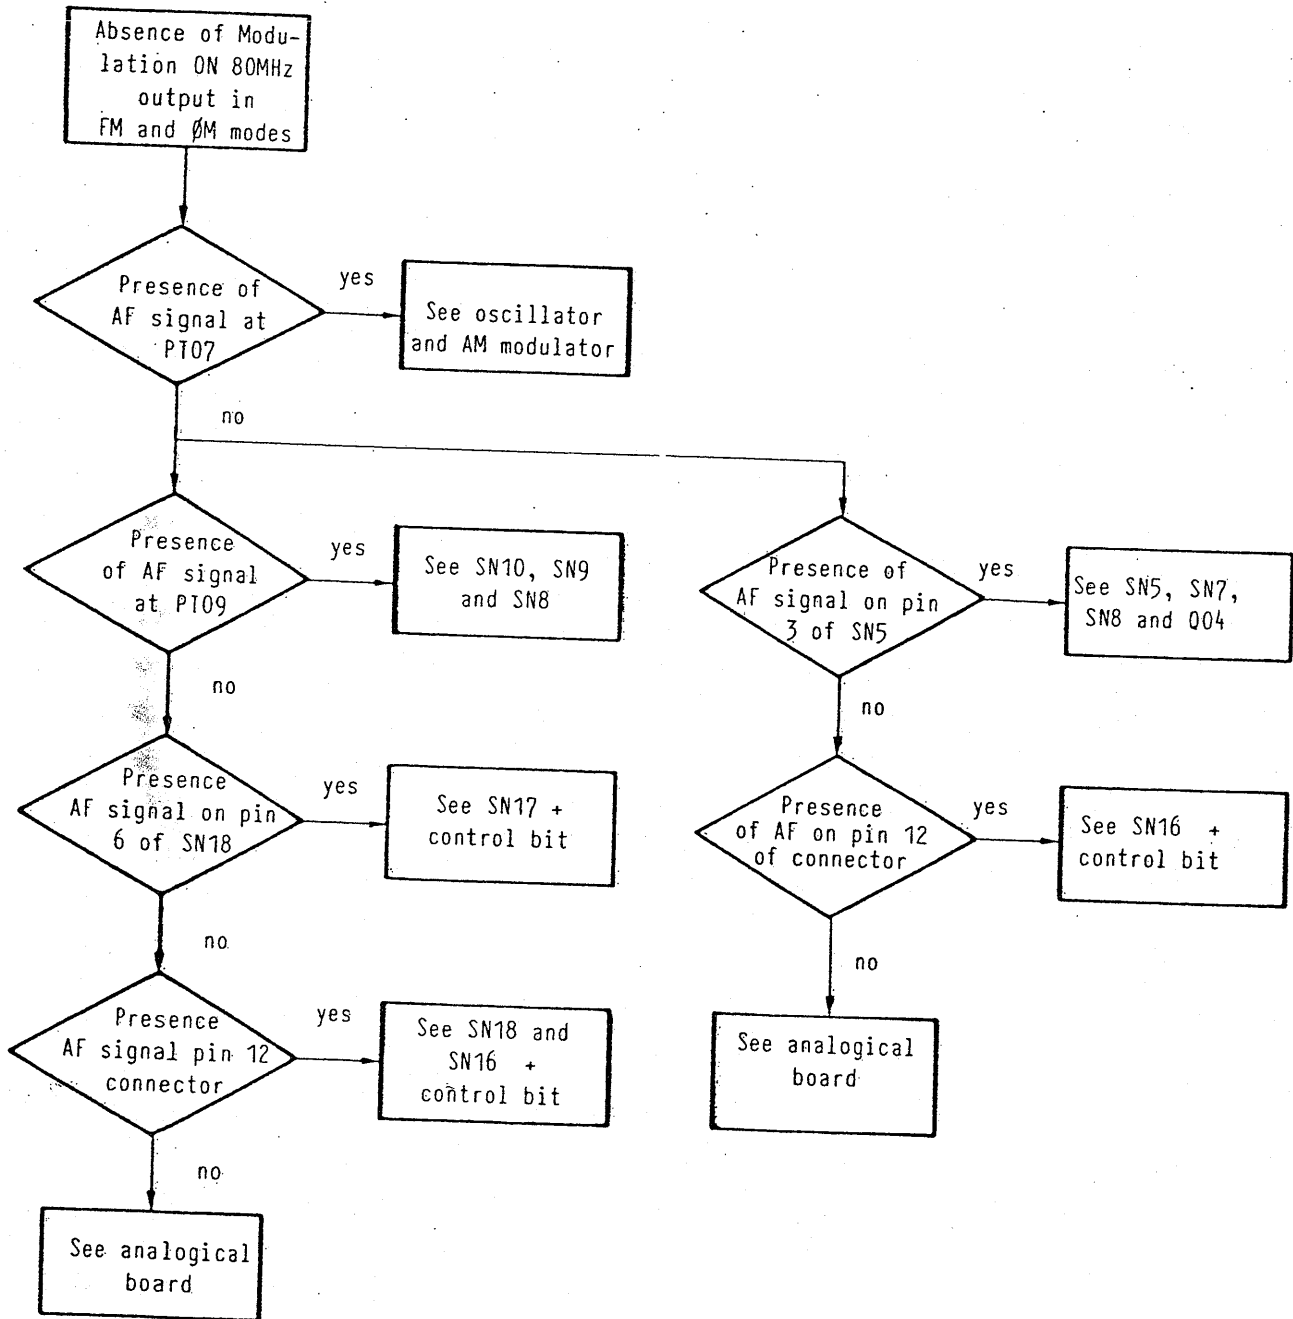 Absence of Modu-
lation ON 80MHz
output in
FM and ØM modes
Presence of
AF signal at
PT07
yes
See oscillator
and AM modulator
no
Presence
of AF signal
at PT09
yes
See SN10, SN9
and SN8
Presence of
AF signal on pin
3 of SN5
yes
See SN5, SN7,
SN8 and Q04
no
no
Presence
AF signal on pin
6 of SN18
yes
See SN17 +
control bit
Presence
of AF on pin 12
of connector
yes
See SN16 +
control bit
no
no
Presence
AF signal pin 12
connector
yes
See SN18 and
SN16 +
control bit
See analogical
board
no
See analogical
board